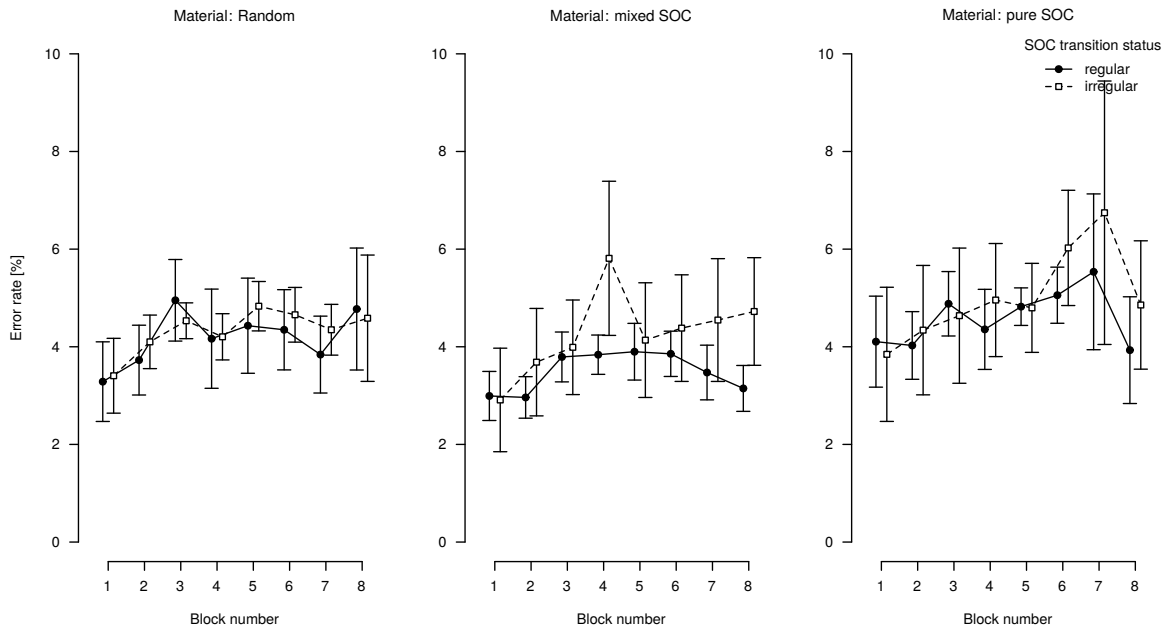 Material: Random
Material: mixed SOC
Material: pure SOC
SOC transition status
regular
irregular
Error rate [%]
10
8
6
4
2
0
1 2 3 4 5 6 7 8
Block number
10
8
6
4
2
0
1 2 3 4 5 6 7 8
Block number
10
8
6
4
2
0
1 2 3 4 5 6 7 8
Block number